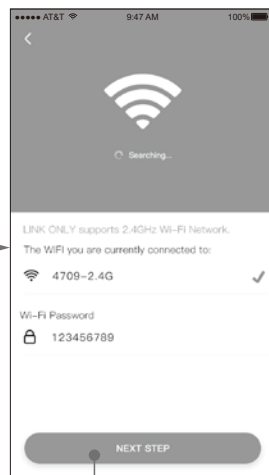 AT&T 9:47 AM 100%
Searching...
LINK ONLY supports 2.4GHz Wi-Fi Network.
The WIFI you are currently connected to:
4709-2.4G
Wi-Fi Password
123456789
NEXT STEP